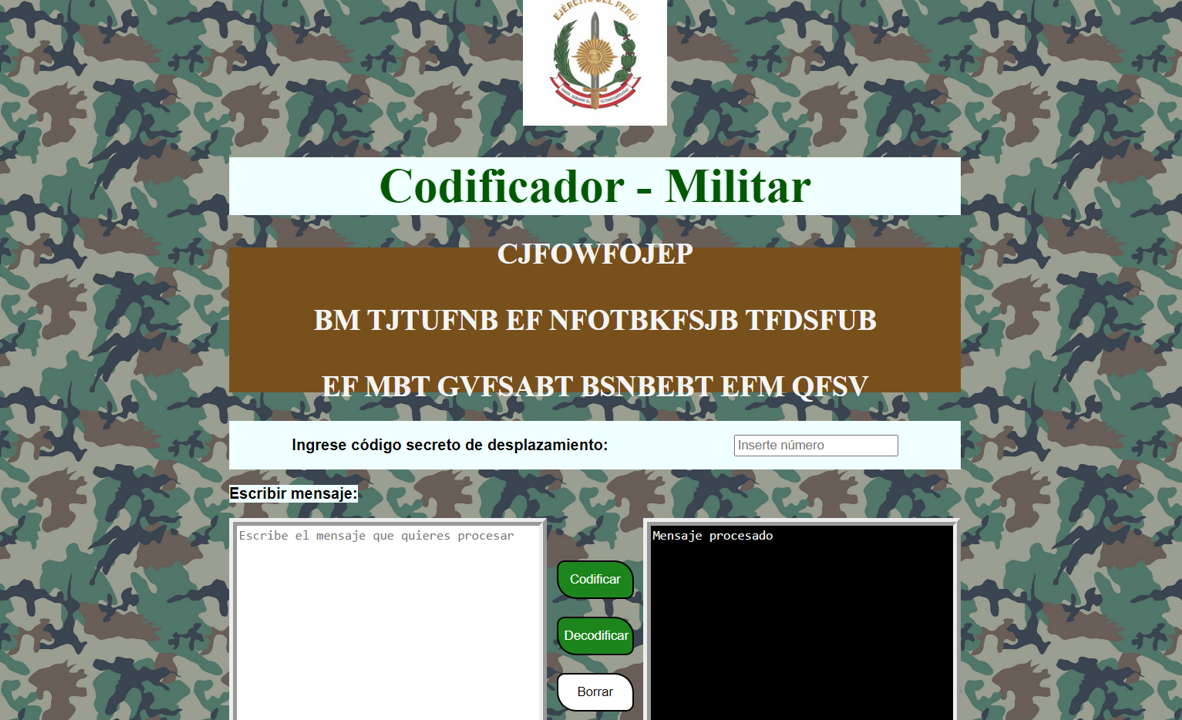 EJÉRCITO DEL PERÚ
Codificador - Militar
CJFOWFOJEP
BM TJTUFNB EF NFOTBKFSJB TFDSFUB
EF MBT GVFSABT BSNBEBT EFM QFSV
Ingrese código secreto de desplazamiento:
Inserte número
Escribir mensaje:
Escribe el mensaje que quieres procesar
Mensaje procesado
Codificar
Decodificar
Borrar